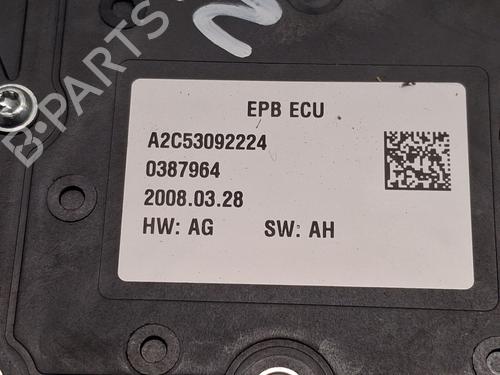 B-PARTS
EPB ECU
A2C53092224
0387964
2008.03.28
HW: AG SW: AH